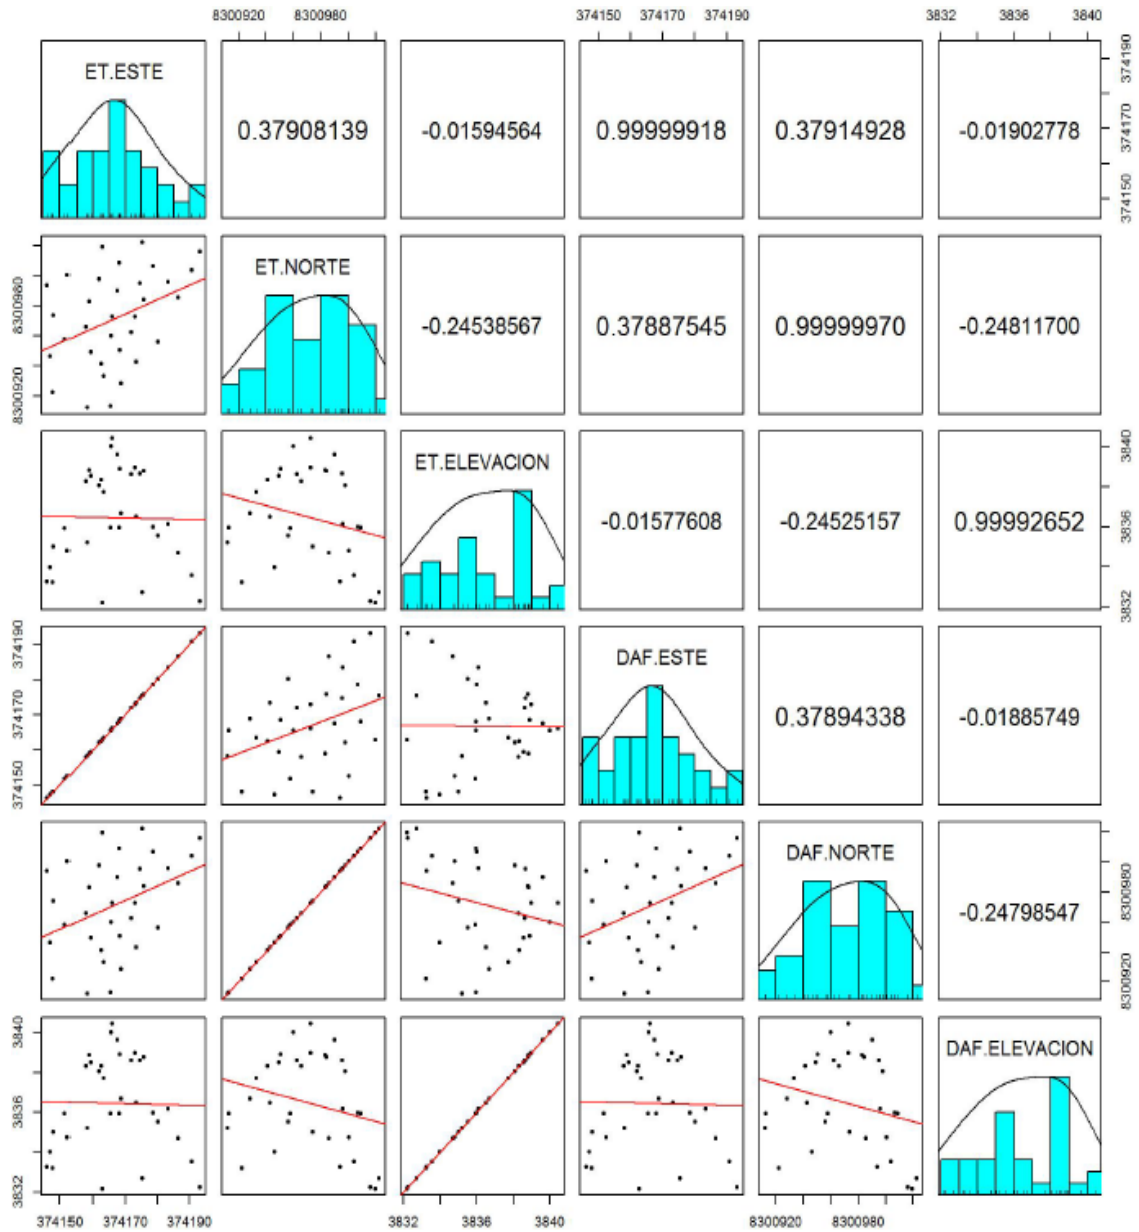 8300920 8300980 374150 374170 374190 3832 3836 3840
ET.ESTE
0.37908139 -0.01594564 0.99999918 0.37914928 -0.01902778
374150 374170 374190
8300920 8300980
ET.NORTE
-0.24538567 0.37887545 0.99999970 -0.24811700
ET.ELEVACION
-0.01577608 -0.24525157 0.99992652
3832 3836 3840
374150 374170 374190
DAF.ESTE
0.37894338 -0.01885749
DAF.NORTE
-0.24798547
8300920 8300980
3832 3836 3840
DAF.ELEVACION
374150 374170 374190 3832 3836 3840 8300920 8300980